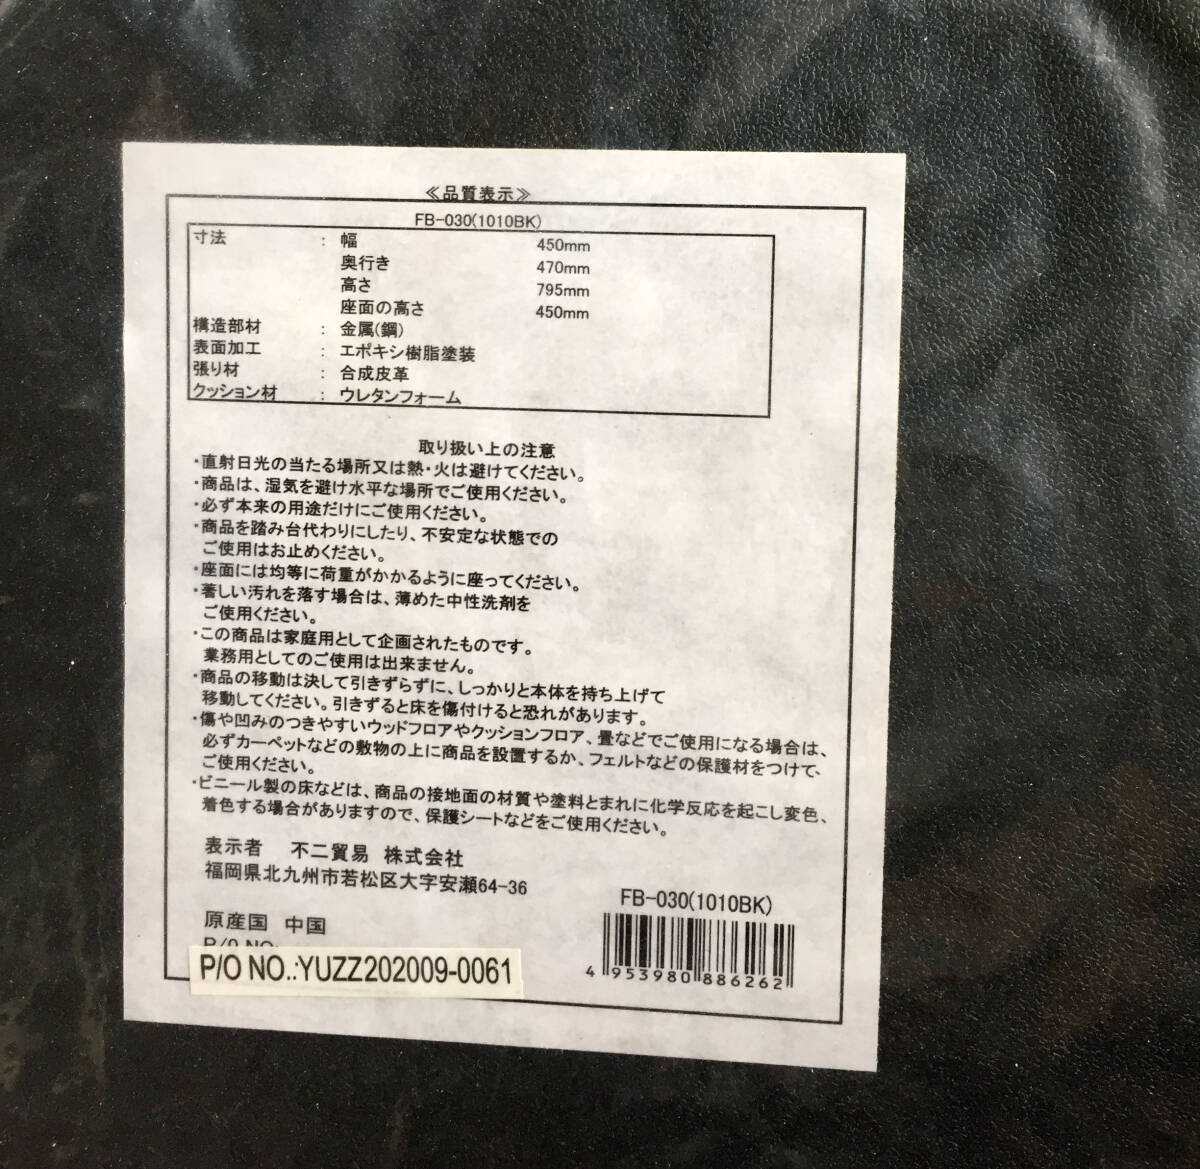 ≪品質表示≫
FB-030(1010BK)
寸法 : 幅 450mm
奥行き 470mm
高さ 795mm
座面の高さ 450mm
構造部材 : 金属(鋼)
表面加工 : エポキシ樹脂塗装
張り材 : 合成皮革
クッション材 : ウレタンフォーム
取り扱い上の注意
・直射日光の当たる場所又は熱・火は避けてください。
・商品は、湿気を避け水平な場所でご使用ください。
・必ず本来の用途だけにご使用ください。
・商品を踏み台代わりにしたり、不安定な状態での
ご使用はお止めください。
・座面には均等に荷重がかかるように座ってください。
・著しい汚れを落す場合は、薄めた中性洗剤を
ご使用ください。
・この商品は家庭用として企画されたものです。
業務用としてのご使用は出来ません。
・商品の移動は決して引きずらずに、しっかりと本体を持ち上げて
移動してください。引きずると床を傷付けると恐れがあります。
・傷や凹みのつきやすいウッドフロアやクッションフロア、畳などでご使用になる場合は、
必ずカーペットなどの敷物の上に商品を設置するか、フェルトなどの保護材をつけて、
ご使用ください。
・ビニール製の床などは、商品の接地面の材質や塗料とまれに化学反応を起こし変色、
着色する場合がありますので、保護シートなどをご使用ください。
表示者 不二貿易 株式会社
福岡県北九州市若松区大字安瀬64-36
原産国 中国
P/O NO:
P/O NO.:YUZZ202009-0061
FB-030(1010BK)
4 953980 886262